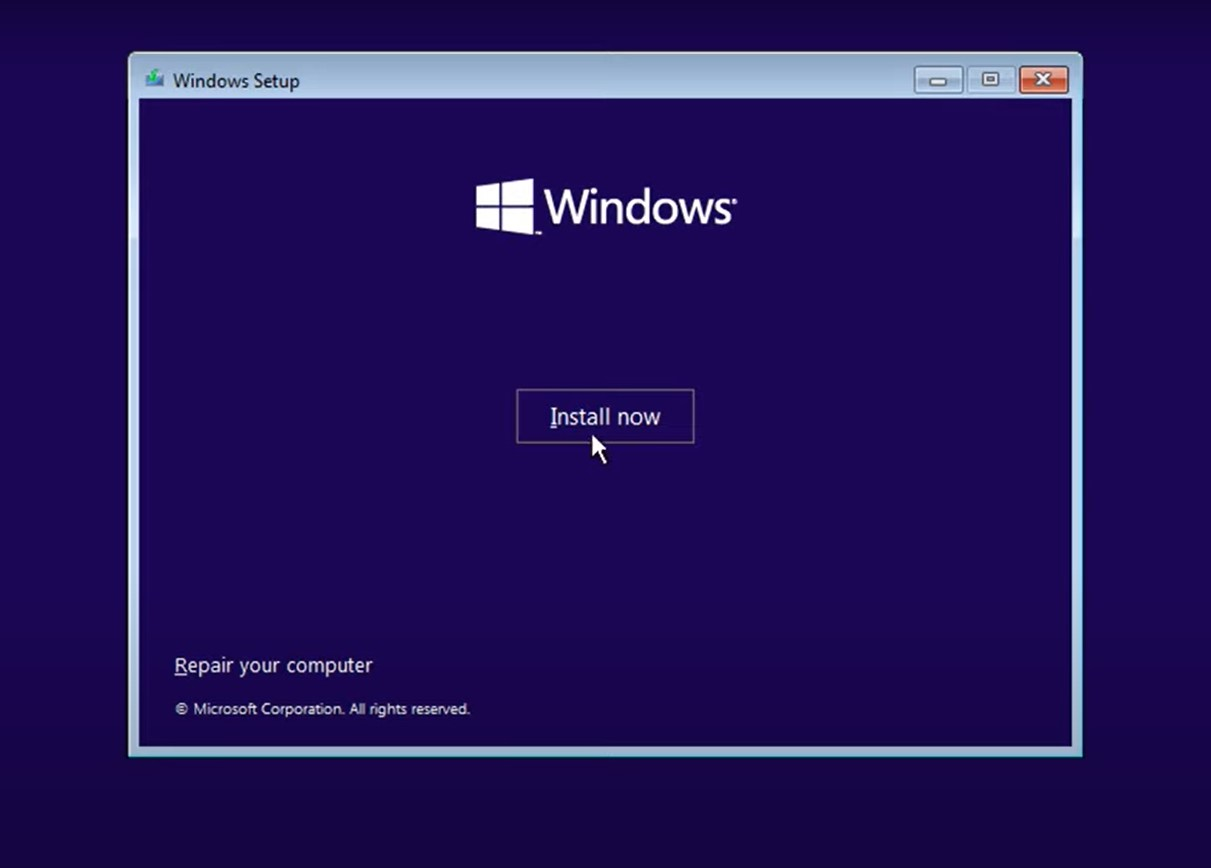 Windows Setup
Windows
Install now
Repair your computer
© Microsoft Corporation. All rights reserved.